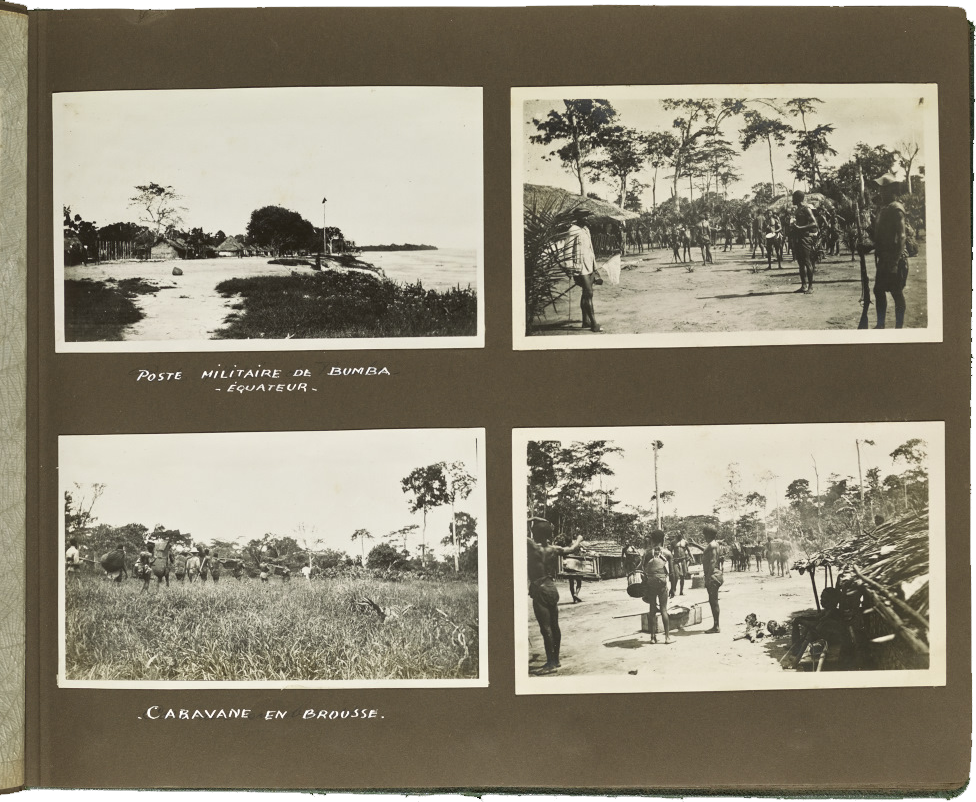 POSTE MILITAIRE DE BUMBA
- ÉQUATEUR -
. CARAVANE EN BROUSSE.